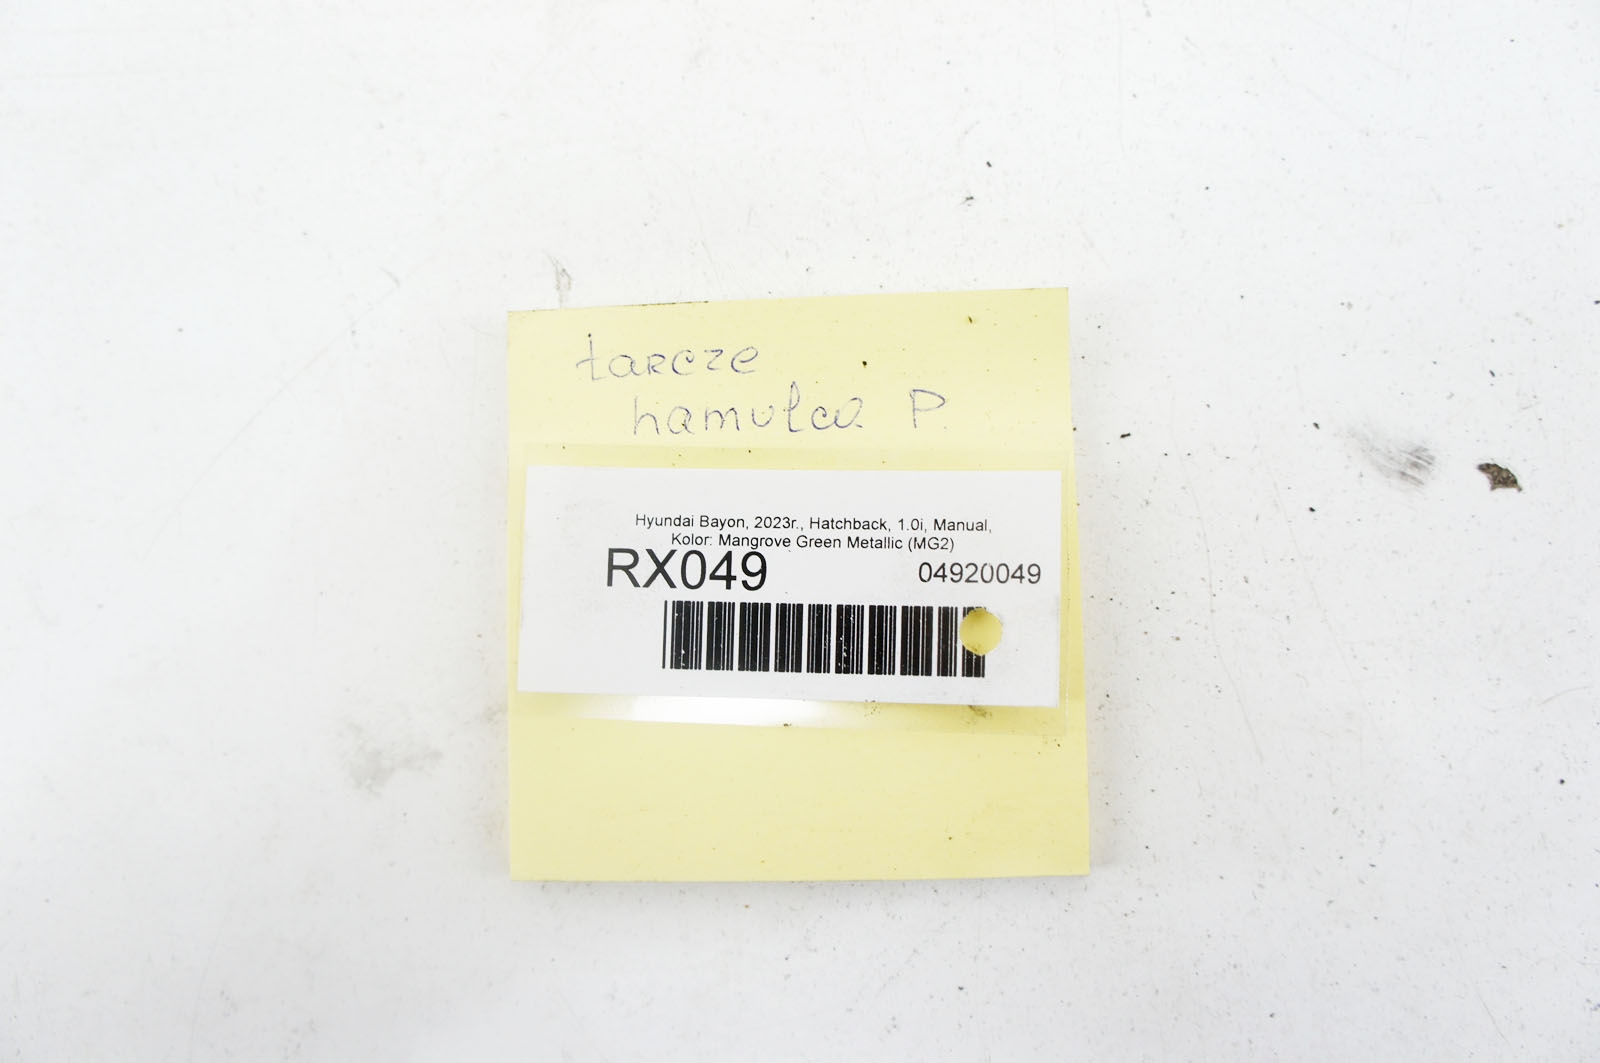 tarcze
hamulca P.
Hyundai Bayon, 2023r., Hatchback, 1.0i, Manual,
Kolor: Mangrove Green Metallic (MG2)
RX049 04920049